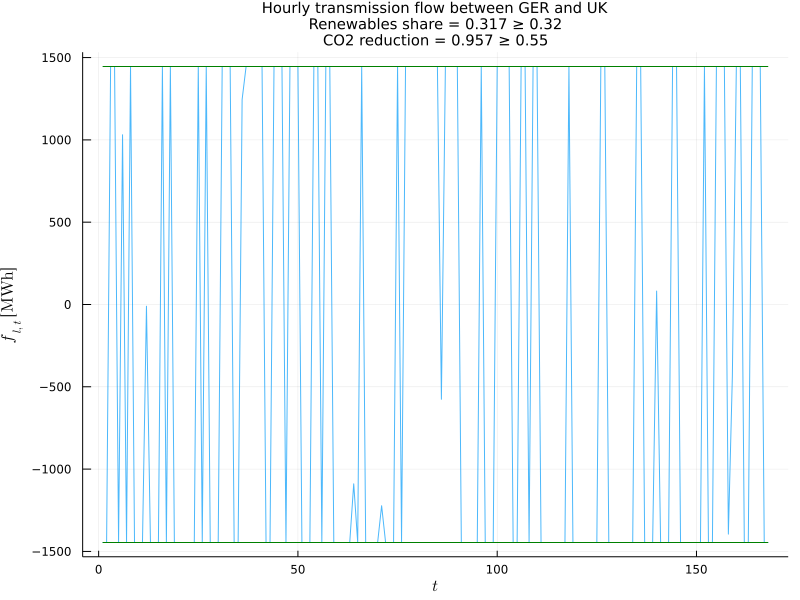 Hourly transmission flow between GER and UK
Renewables share = 0.317 ≥ 0.32
CO2 reduction = 0.957 ≥ 0.55
1500
1000
500
0
−500
−1000
−1500
f l,t [MWh]
0 50 100 150
t